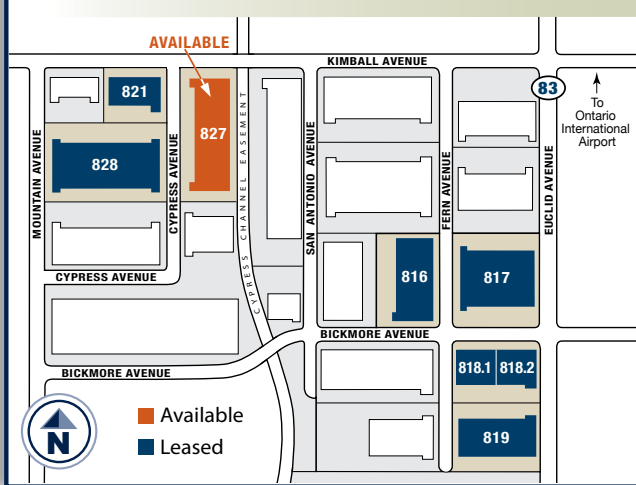 AVAILABLE
KIMBALL AVENUE
821
83
To
Ontario
International
Airport
827
828
MOUNTAIN AVENUE
CYPRESS AVENUE
CYPRESS CHANNEL EASEMENT
SAN ANTONIO AVENUE
FERN AVENUE
EUCLID AVENUE
CYPRESS AVENUE
816
817
BICKMORE AVENUE
BICKMORE AVENUE
818.1
818.2
819
N
Available
Leased